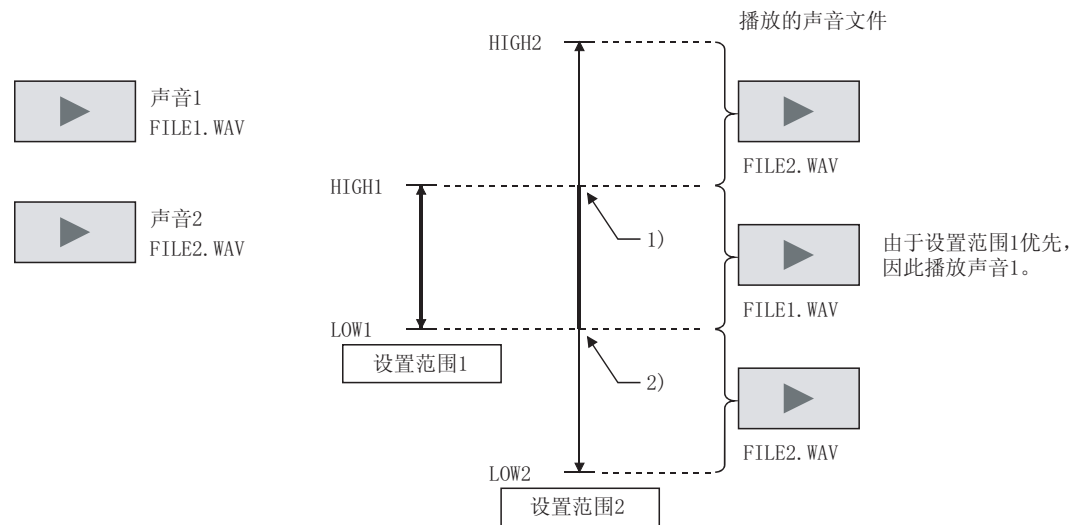 播放的声音文件
HIGH2
声音1
FILE1.WAV
FILE2.WAV
HIGH1
声音2
FILE2.WAV
1)
由于设置范围1优先，
因此播放声音1。
FILE1.WAV
LOW1
设置范围1
2)
FILE2.WAV
LOW2
设置范围2